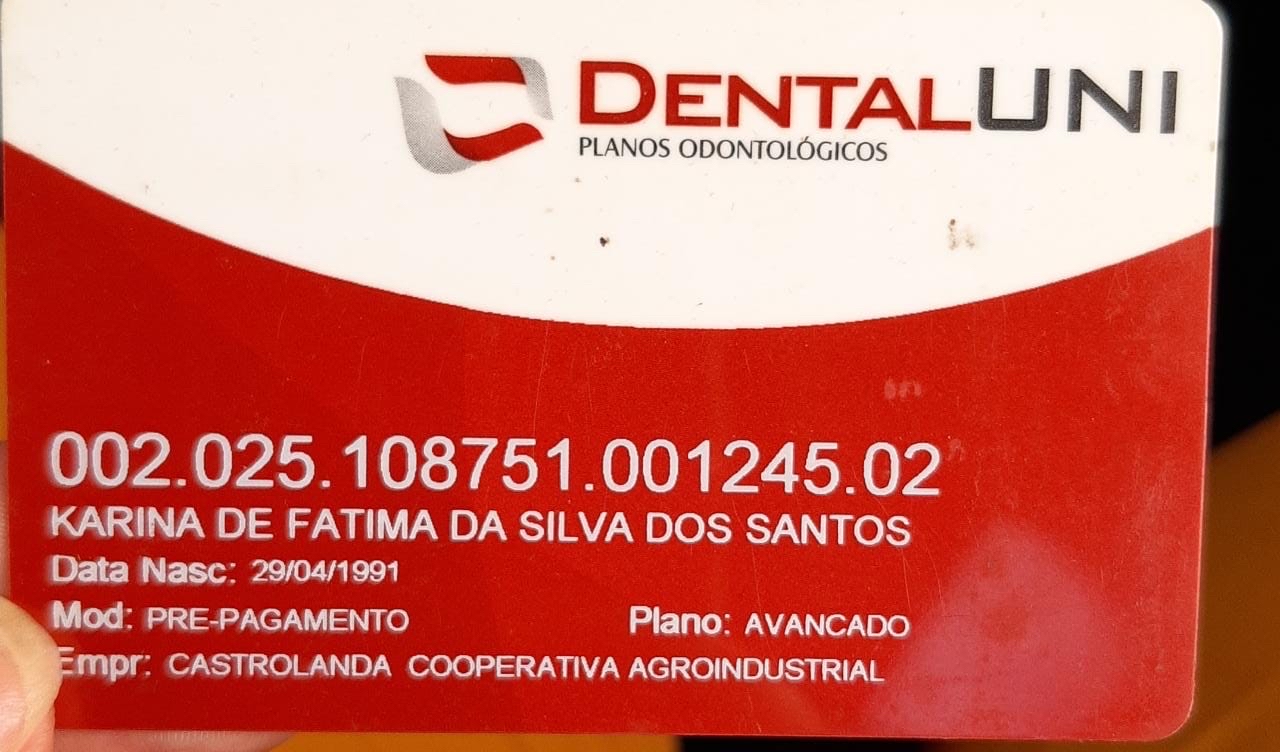 DENTALUNI
PLANOS ODONTOLÓGICOS
002.025.108751.001245.02
KARINA DE FATIMA DA SILVA DOS SANTOS
Data Nasc: 29/04/1991
Mod: PRE-PAGAMENTO Plano: AVANCADO
Empr: CASTROLANDA COOPERATIVA AGROINDUSTRIAL